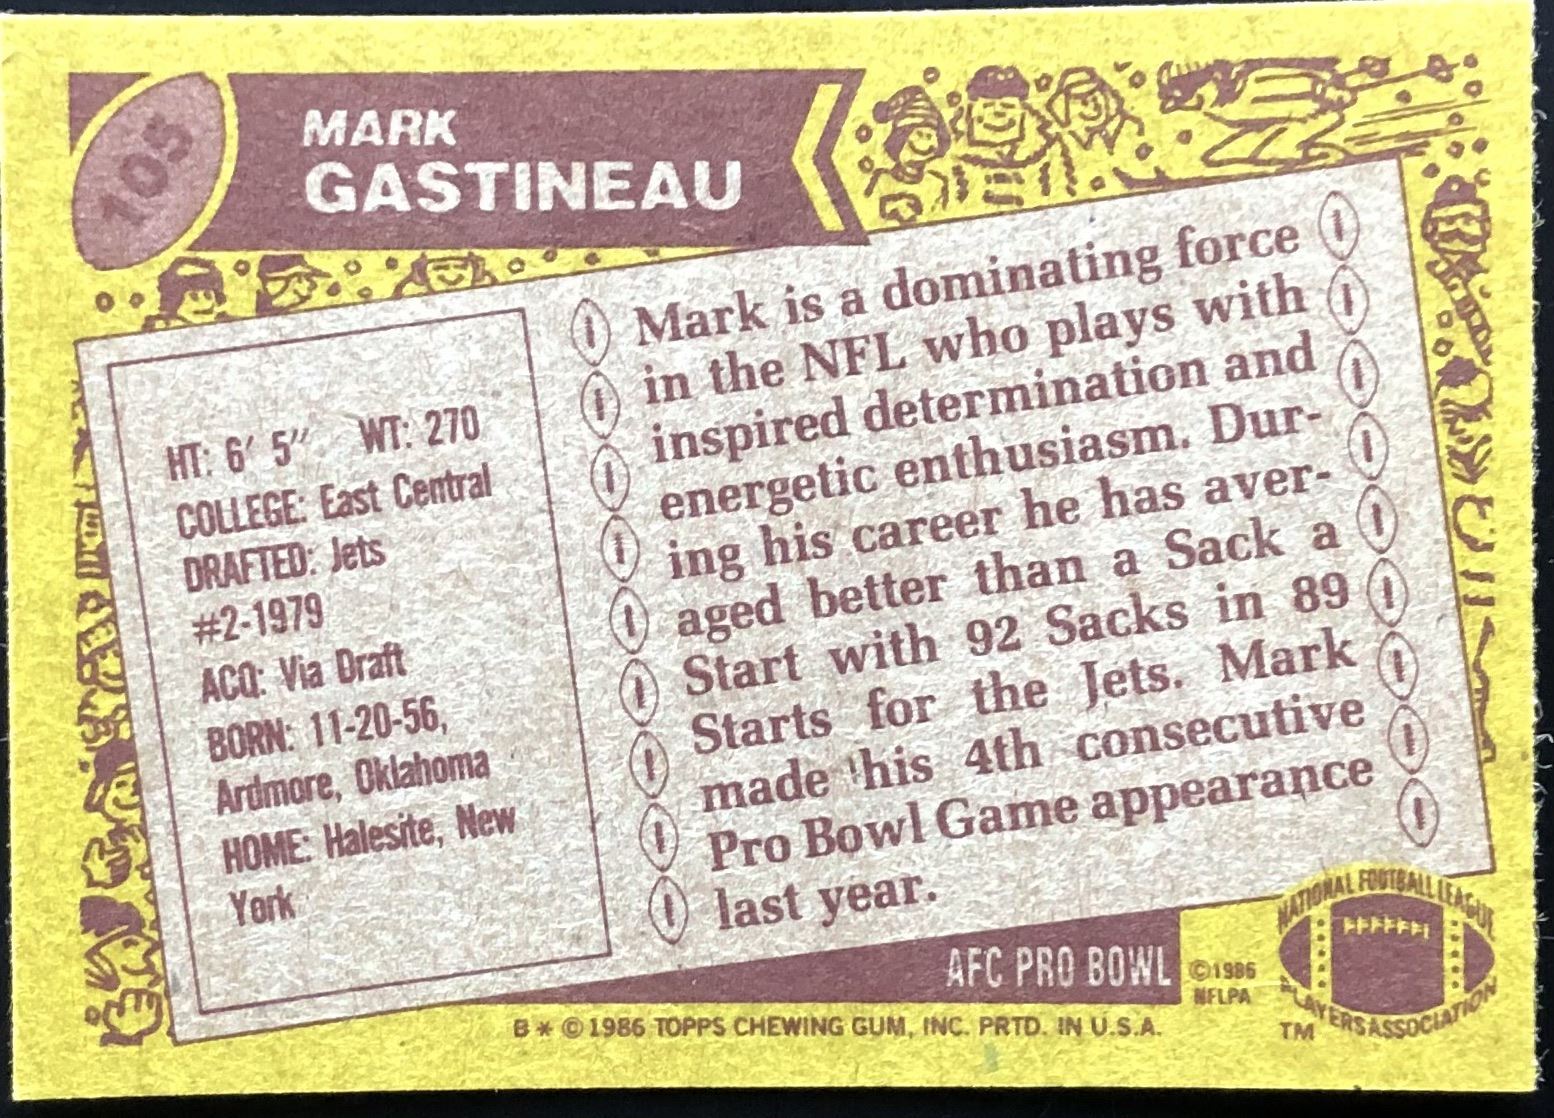 105
MARK
GASTINEAU
HT: 6' 5" WT: 270
COLLEGE: East Central
DRAFTED: Jets
#2-1979
ACQ: Via Draft
BORN: 11-20-56,
Ardmore, Oklahoma
HOME: Halesite, New
York
Mark is a dominating force
in the NFL who plays with
inspired determination and
energetic enthusiasm. Dur-
ing his career he has aver-
aged better than a Sack a
Start with 92 Sacks in 89
Starts for the Jets. Mark
made his 4th consecutive
Pro Bowl Game appearance
last year.
AFC PRO BOWL
©1986
NFLPA
NATIONAL FOOTBALL LEAGUE
PLAYERS ASSOCIATION
TM
B * © 1986 TOPPS CHEWING GUM, INC. PRTD. IN U.S.A.